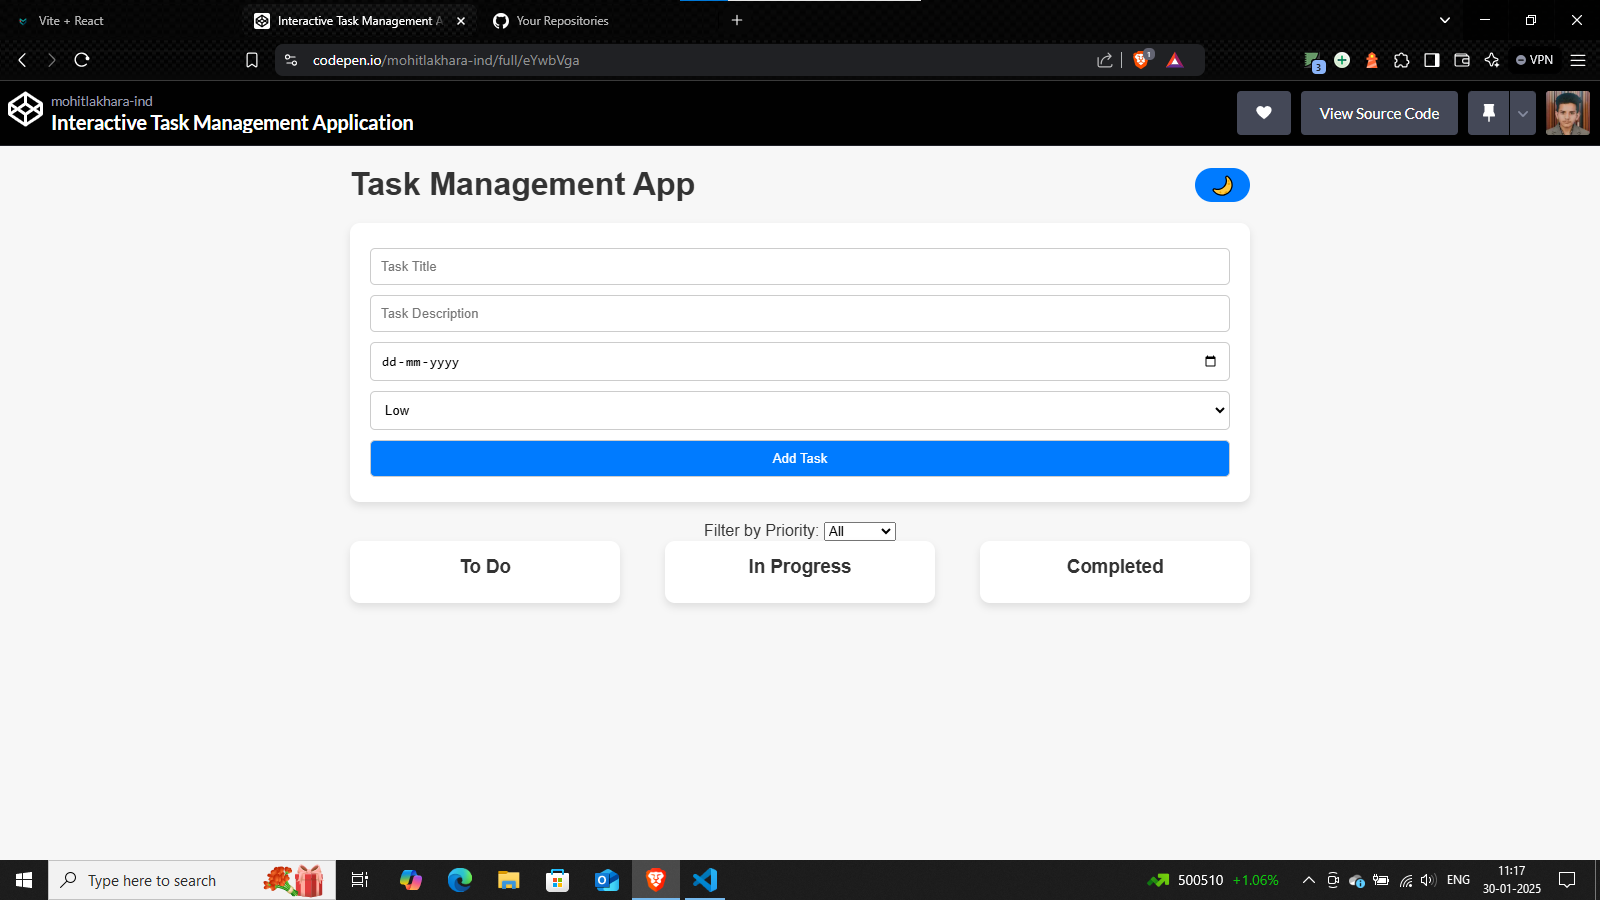 Vite + React
Interactive Task Management A
Your Repositories
codepen.io/mohitlakhara-ind/full/eYwbVga
1
3
VPN
mohitlakhara-ind
Interactive Task Management Application
View Source Code
Task Management App
Task Title
Task Description
dd-mm-yyyy
Low
Add Task
Filter by Priority: All
To Do
In Progress
Completed
Type here to search
500510 +1.06%
ENG
11:17
30-01-2025